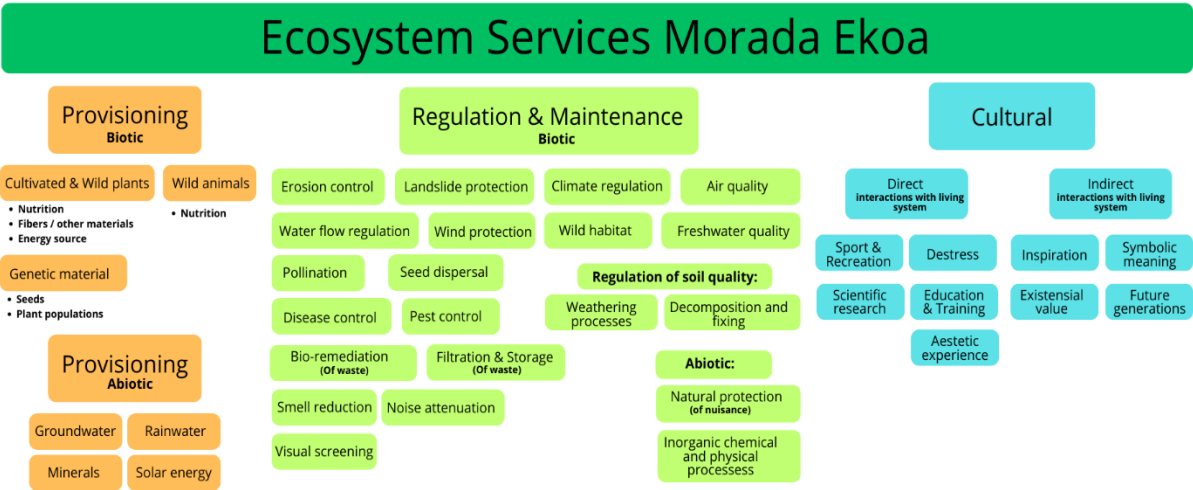 Ecosystem Services Morada Ekoa
Provisioning
Biotic
Cultivated & Wild plants
Wild animals
• Nutrition
• Fibers / other materials
• Energy source
• Nutrition
Genetic material
• Seeds
• Plant populations
Provisioning
Abiotic
Groundwater
Rainwater
Minerals
Solar energy
Regulation & Maintenance
Biotic
Erosion control
Landslide protection
Climate regulation
Air quality
Water flow regulation
Wind protection
Wild habitat
Freshwater quality
Pollination
Seed dispersal
Regulation of soil quality:
Disease control
Pest control
Weathering
processes
Decomposition and
fixing
Bio-remediation
(Of waste)
Filtration & Storage
(Of waste)
Abiotic:
Smell reduction
Noise attenuation
Natural protection
(of nuisance)
Visual screening
Inorganic chemical
and physical
processess
Cultural
Direct
interactions with living
system
Indirect
interactions with living
system
Sport &
Recreation
Destress
Inspiration
Symbolic
meaning
Scientific
research
Education
& Training
Existensial
value
Future
generations
Aestetic
experience